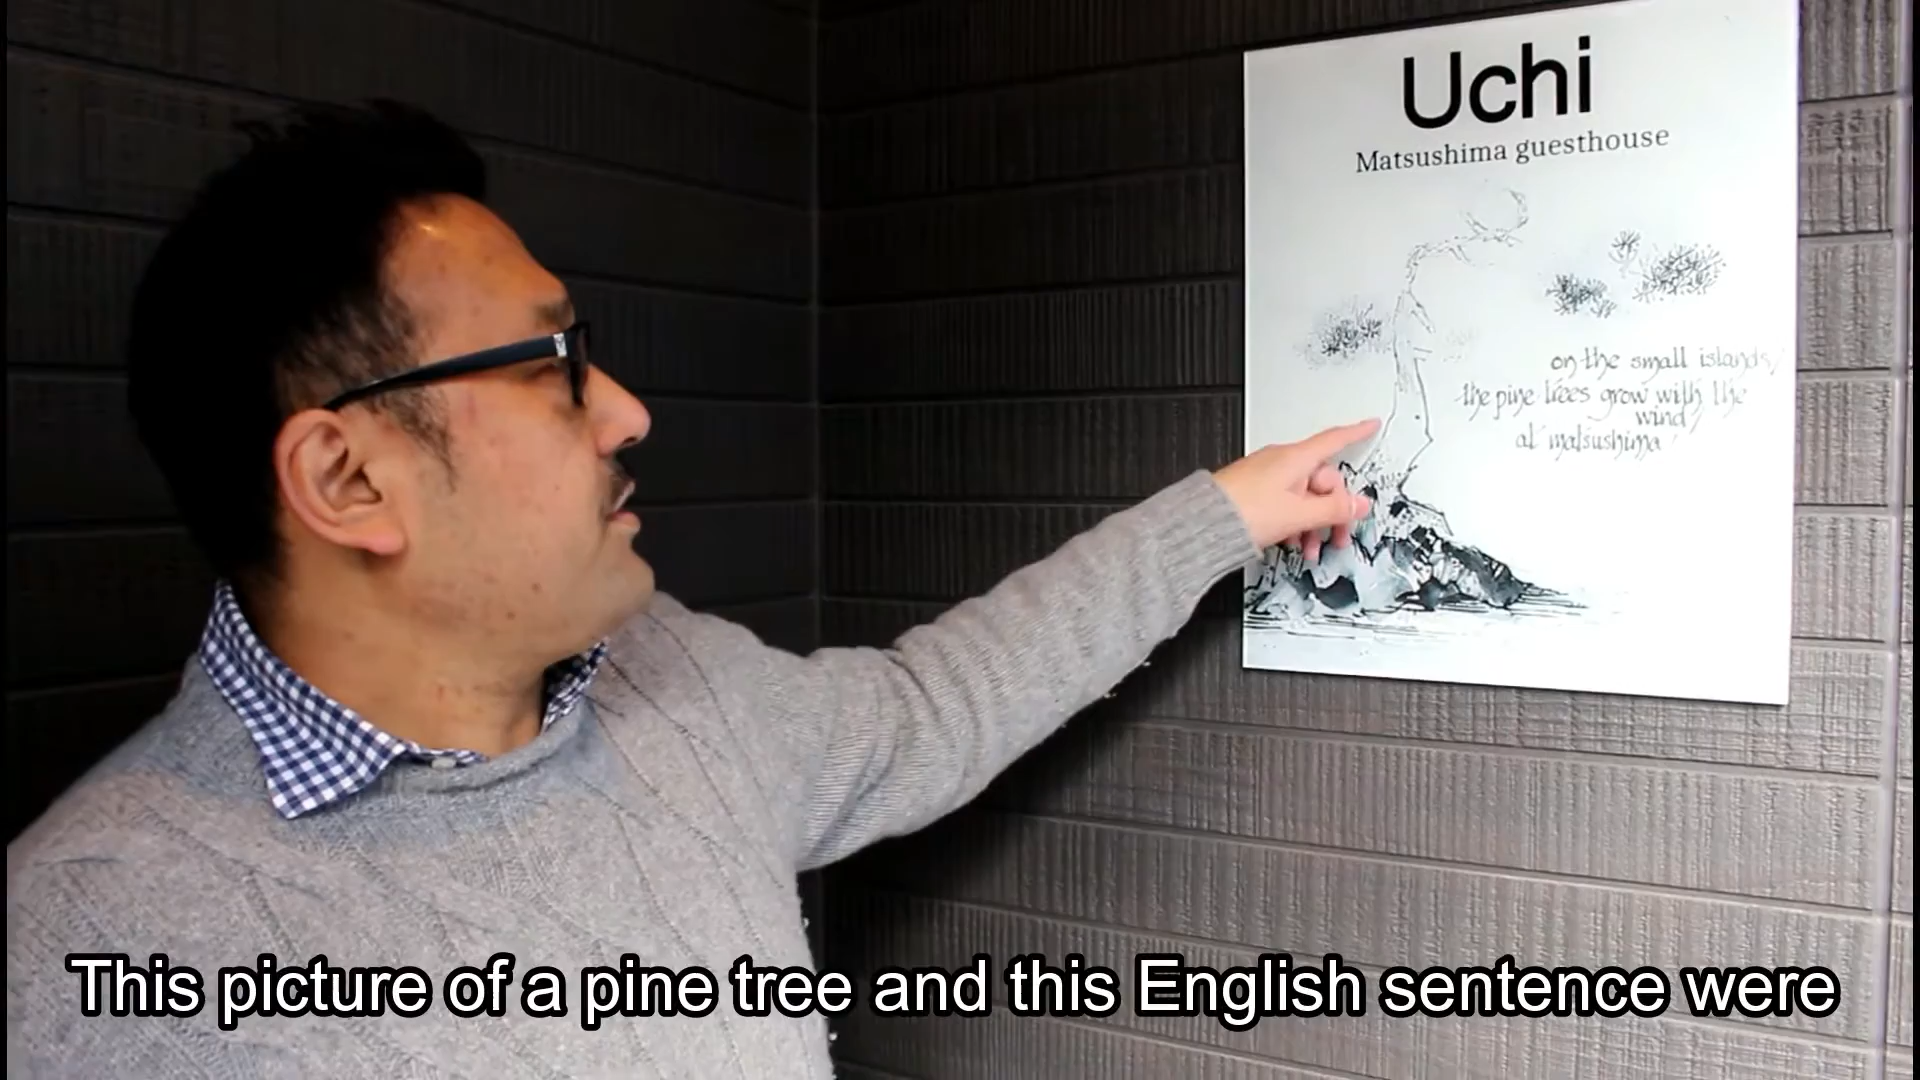 Uchi
Matsushima guesthouse
on the small islands/
the pine trees grow with the
wind/
at matsushima
This picture of a pine tree and this English sentence were